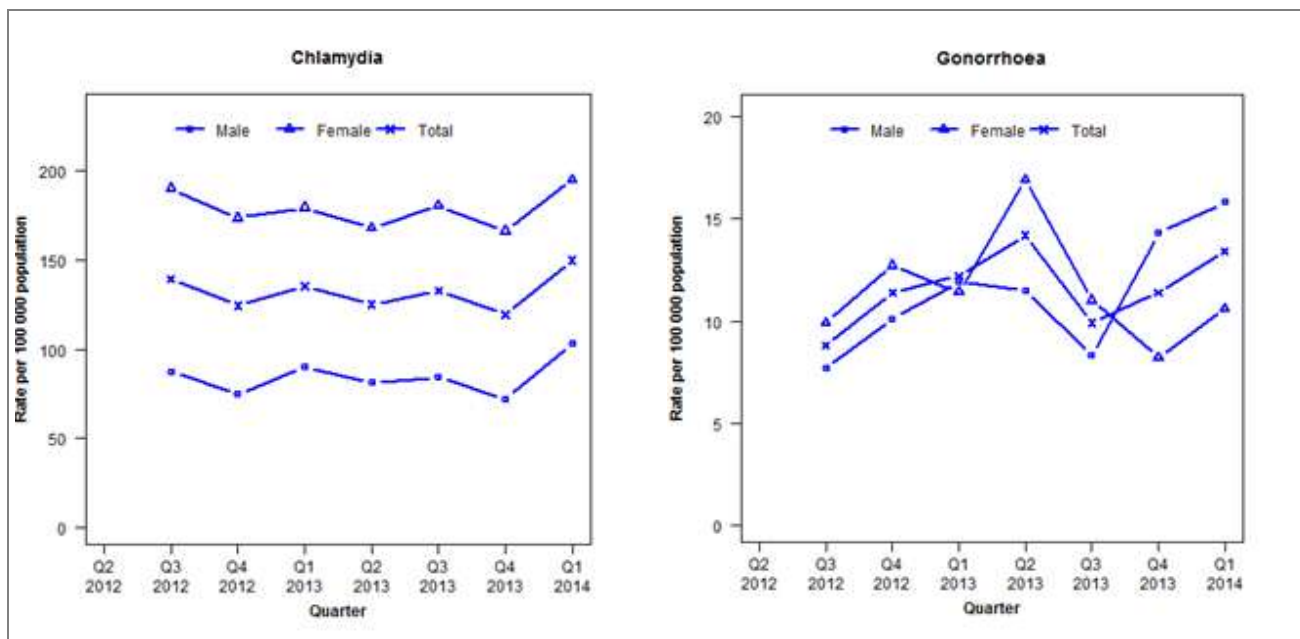 Chlamydia
Male Female Total
200
150
100
50
0
Rate per 100 000 population
Q2 Q3 Q4 Q1 Q2 Q3 Q4 Q1
2012 2012 2012 2013 2013 2013 2013 2014
Quarter
Gonorrhoea
Male Female Total
20
15
10
5
0
Rate per 100 000 population
Q2 Q3 Q4 Q1 Q2 Q3 Q4 Q1
2012 2012 2012 2013 2013 2013 2013 2014
Quarter